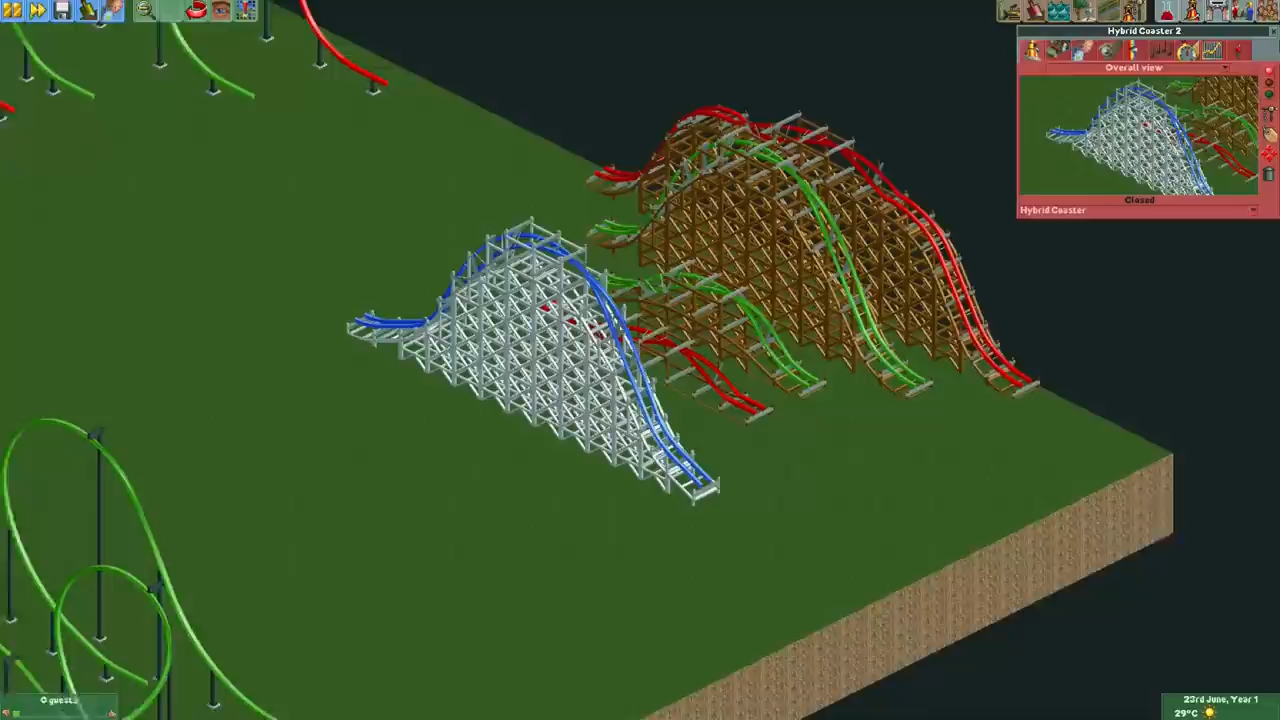 Hybrid Coaster 2
Overall view
Closed
Hybrid Coaster
0 guests
23rd June, Year 1
29°C